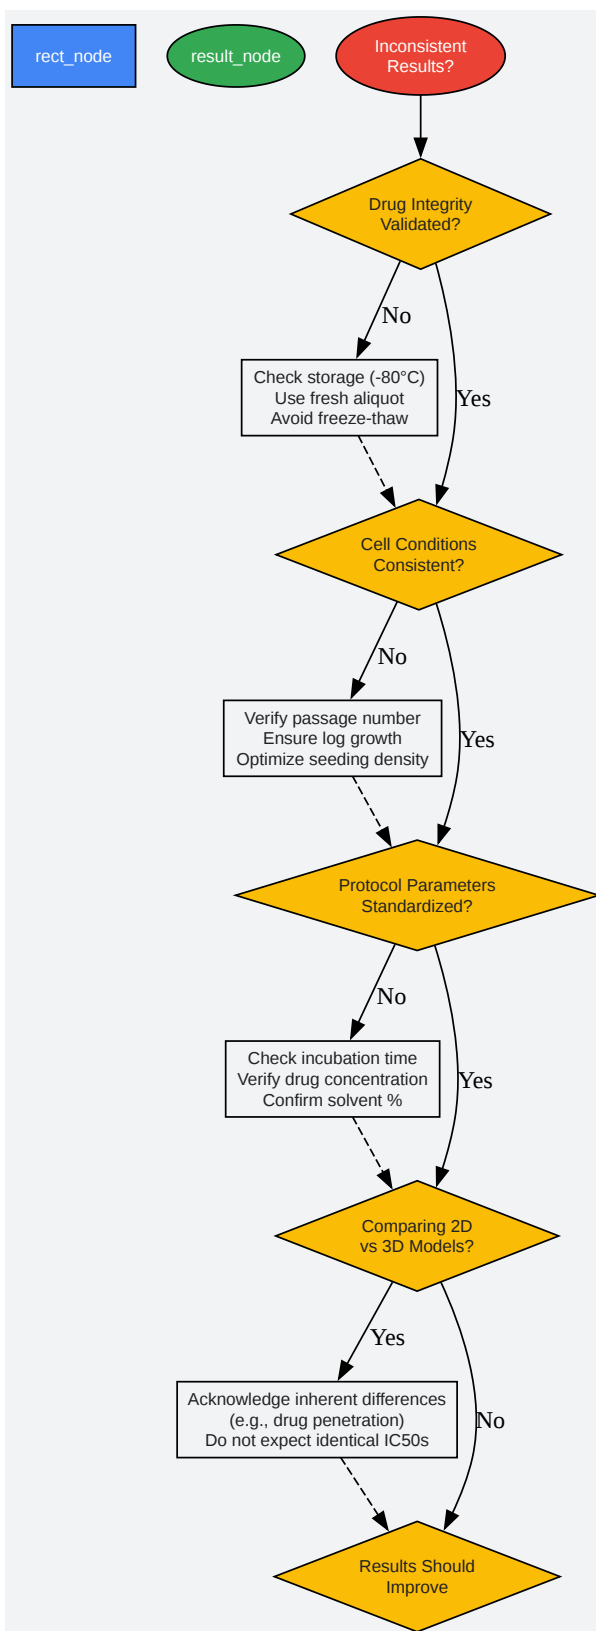 rect_node
result_node
Inconsistent
Results?
Drug Integrity
Validated?
No
Check storage (-80°C)
Use fresh aliquot
Avoid freeze-thaw
Yes
Cell Conditions
Consistent?
No
Verify passage number
Ensure log growth
Optimize seeding density
Yes
Protocol Parameters
Standardized?
No
Check incubation time
Verify drug concentration
Confirm solvent %
Yes
Comparing 2D
vs 3D Models?
Yes
Acknowledge inherent differences
(e.g., drug penetration)
Do not expect identical IC50s
No
Results Should
Improve